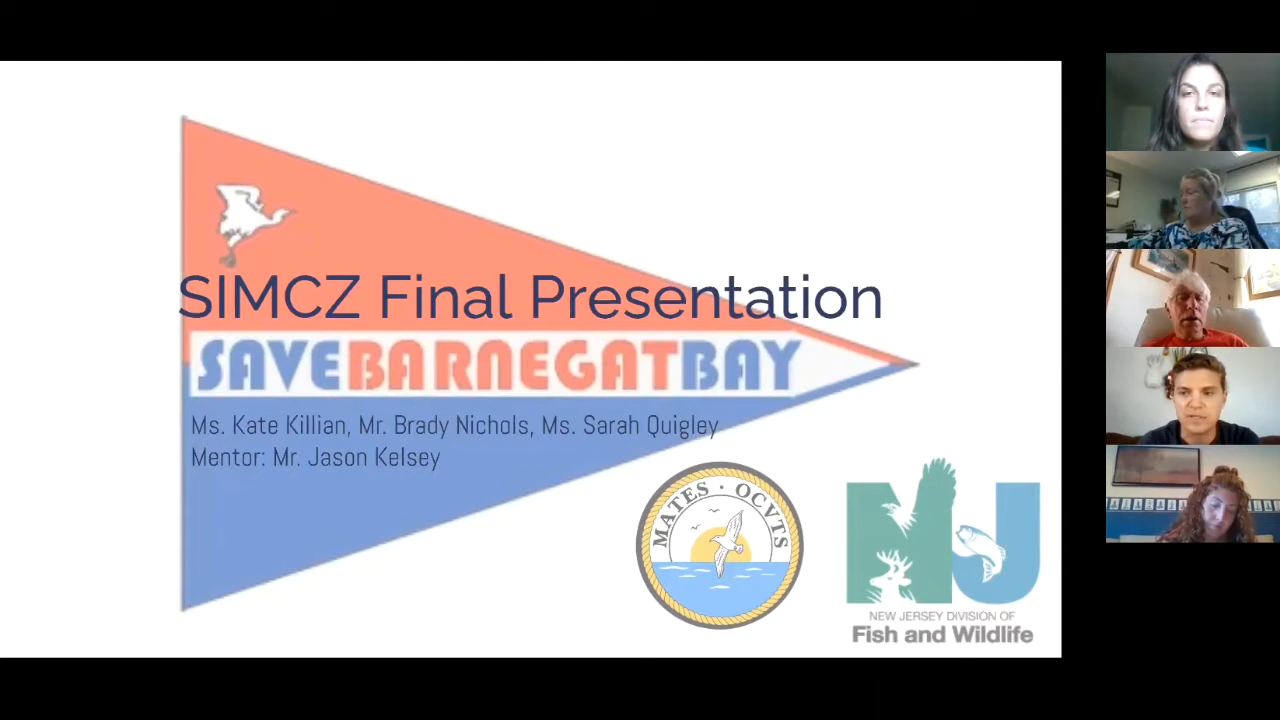 SIMCZ Final Presentation
SAVEBARNEGATBAY
Ms. Kate Killian, Mr. Brady Nichols, Ms. Sarah Quigley
Mentor: Mr. Jason Kelsey
MATES · OCVTS
NJ
NEW JERSEY DIVISION OF
Fish and Wildlife